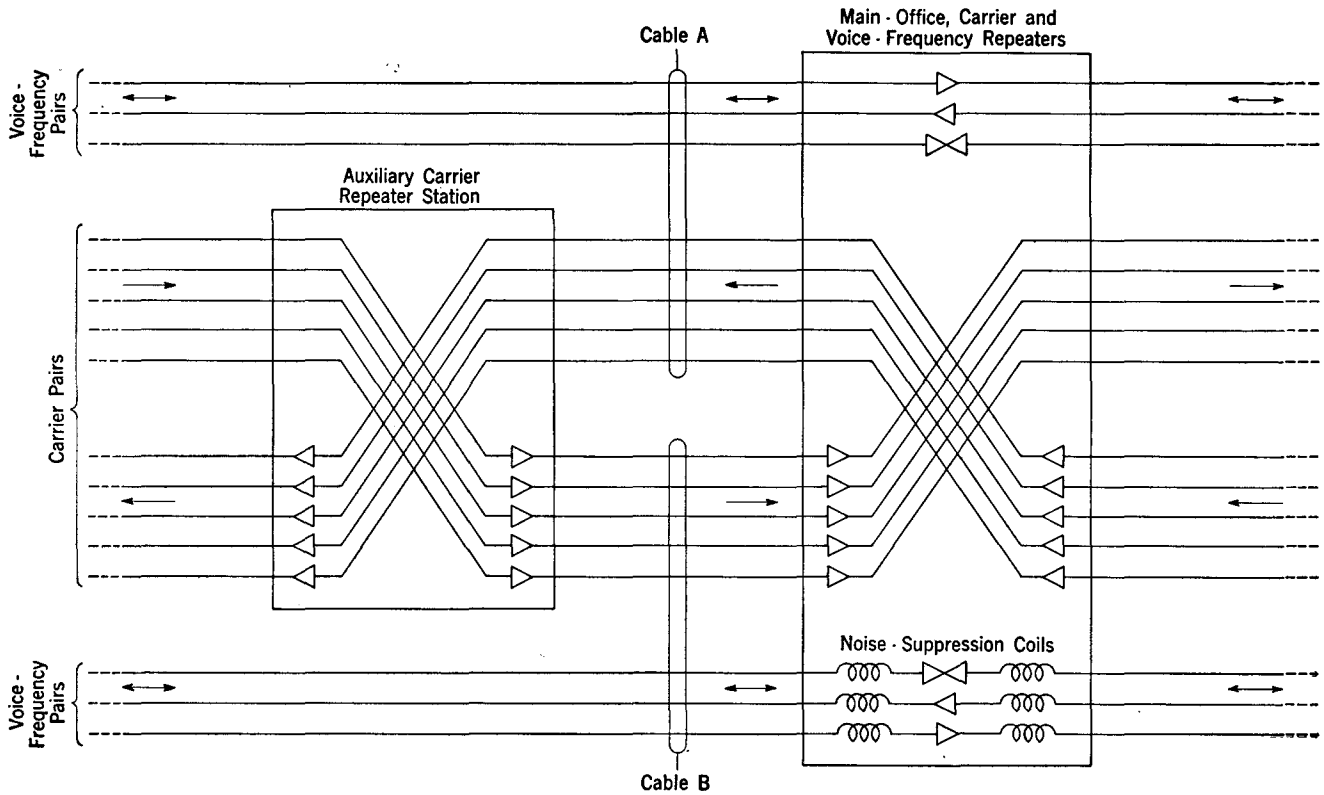 Main - Office, Carrier and
Voice - Frequency Repeaters
Cable A
Voice -
Frequency
Pairs
Auxiliary Carrier
Repeater Station
Carrier Pairs
Noise - Suppression Coils
Voice -
Frequency
Pairs
Cable B